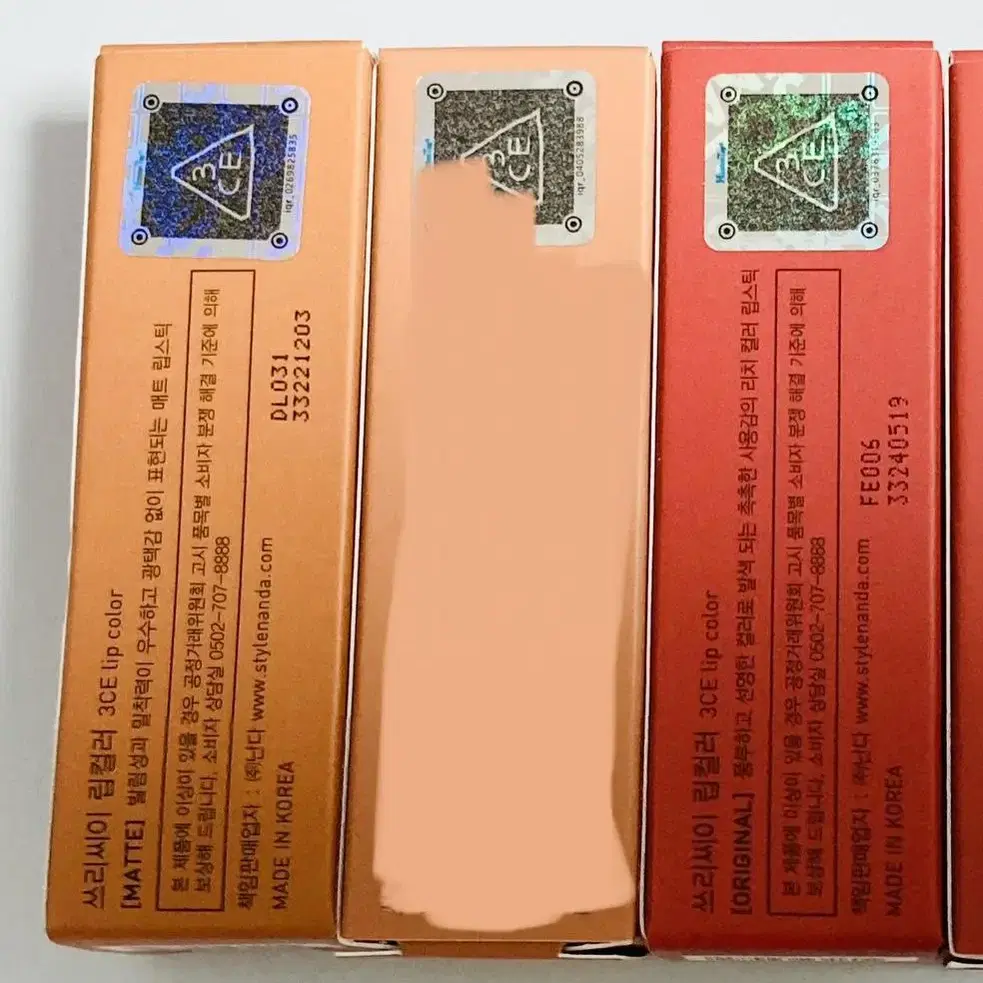 3CE
iqr_0269825835
쓰리씨이 립컬러 3CE lip color
[MATTE] 발림성과 밀착력이 우수하고 광택감 없이 표현되는 매트 립스틱
본 제품에 이상이 있을 경우 공정거래위원회 고시 품목별 소비자 분쟁 해결 기준에 의해
보상해 드립니다. 소비자 상담실 0502-707-8888
책임판매업자 : ㈜난다 www.stylenanda.com
MADE IN KOREA
DL031
33221203
3CE
iqr_0405283988
3CE
쓰리씨이 립컬러 3CE lip color
[ORIGINAL] 풍부하고 선명한 컬러로 발색 되는 촉촉한 사용감의 리치 컬러 립스틱
본 제품에 이상이 있을 경우 공정거래위원회 고시 품목별 소비자 분쟁 해결 기준에 의해
보상해 드립니다. 소비자 상담실 0502-707-8888
책임판매업자 : ㈜난다 www.stylenanda.com
MADE IN KOREA
FE006
33240519